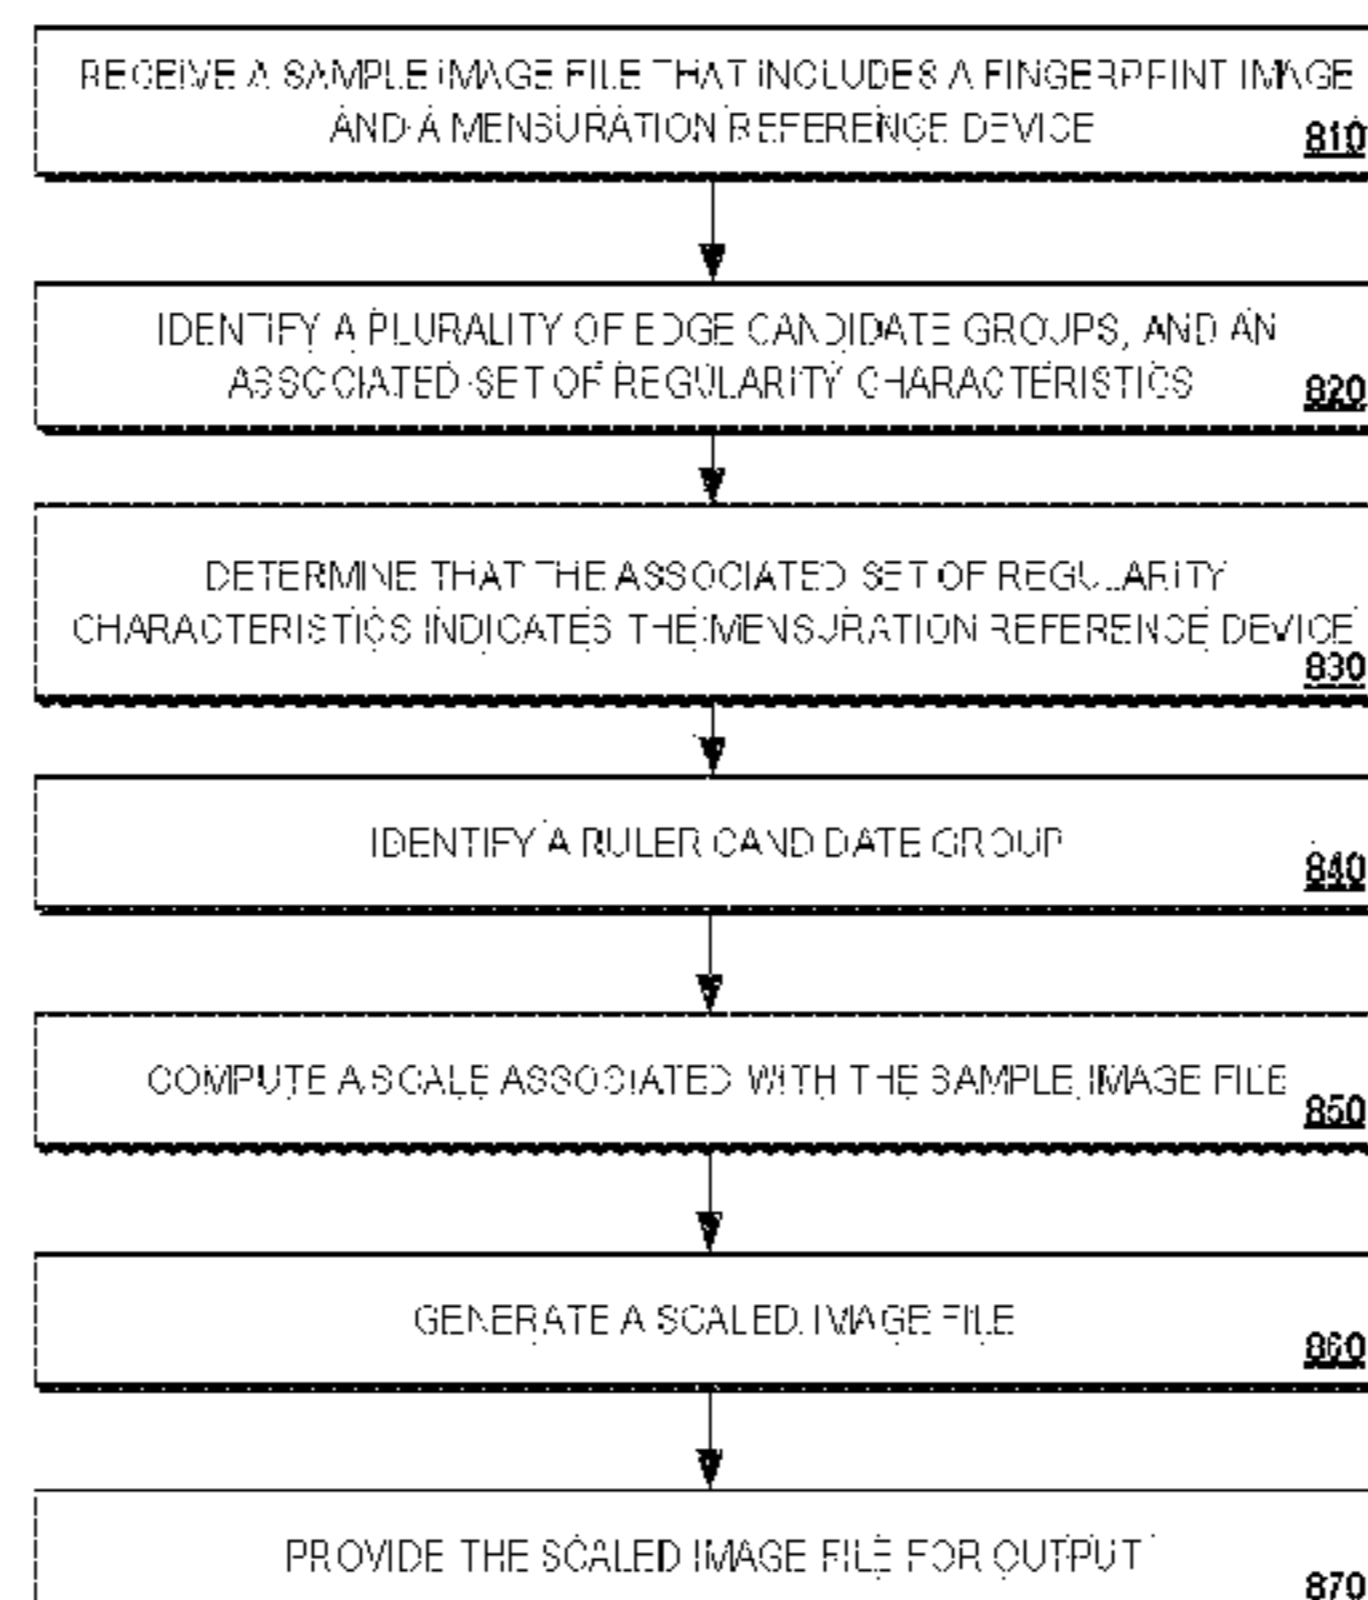 RECEIVE A SAMPLE IMAGE FILE THAT INCLUDES A FINGERPRINT IMAGE
AND A MENSURATION REFERENCE DEVICE
810
IDENTIFY A PLURALITY OF EDGE CANDIDATE GROUPS, AND AN
ASSOCIATED SET OF REGULARITY CHARACTERISTICS
820
DETERMINE THAT THE ASSOCIATED SET OF REGULARITY
CHARACTERISTICS INDICATES THE MENSURATION REFERENCE DEVICE
830
IDENTIFY A RULER CANDIDATE GROUP
840
COMPUTE A SCALE ASSOCIATED WITH THE SAMPLE IMAGE FILE
850
GENERATE A SCALED IMAGE FILE
860
PROVIDE THE SCALED IMAGE FILE FOR OUTPUT
870